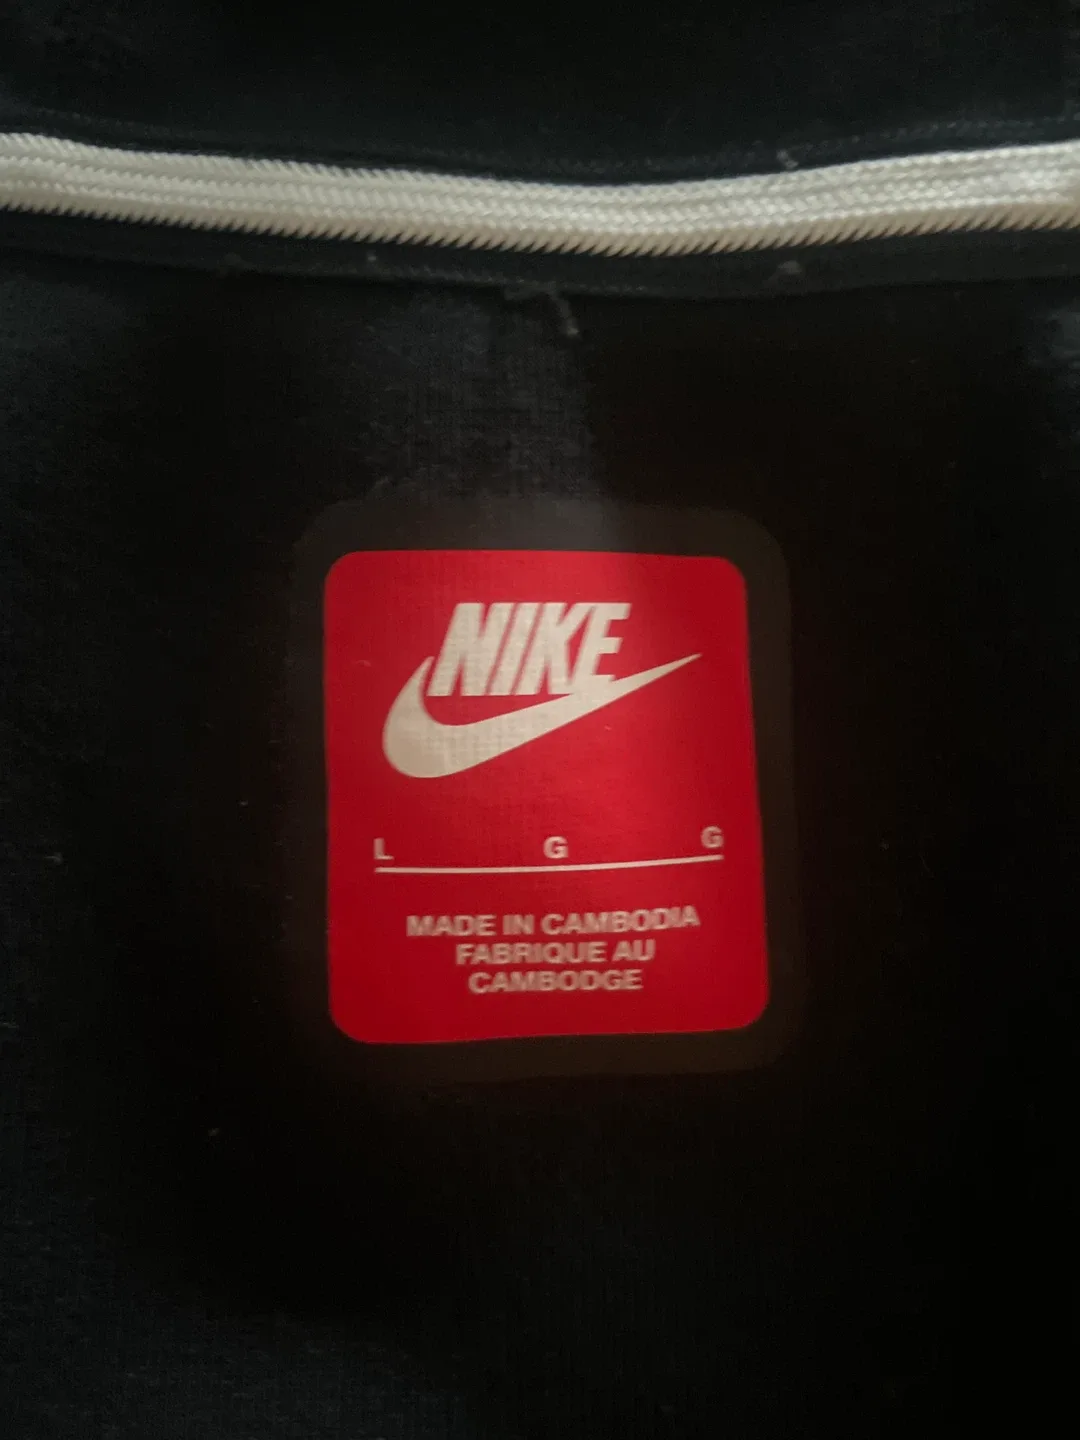 NIKE
L G G
MADE IN CAMBODIA
FABRIQUE AU
CAMBODGE